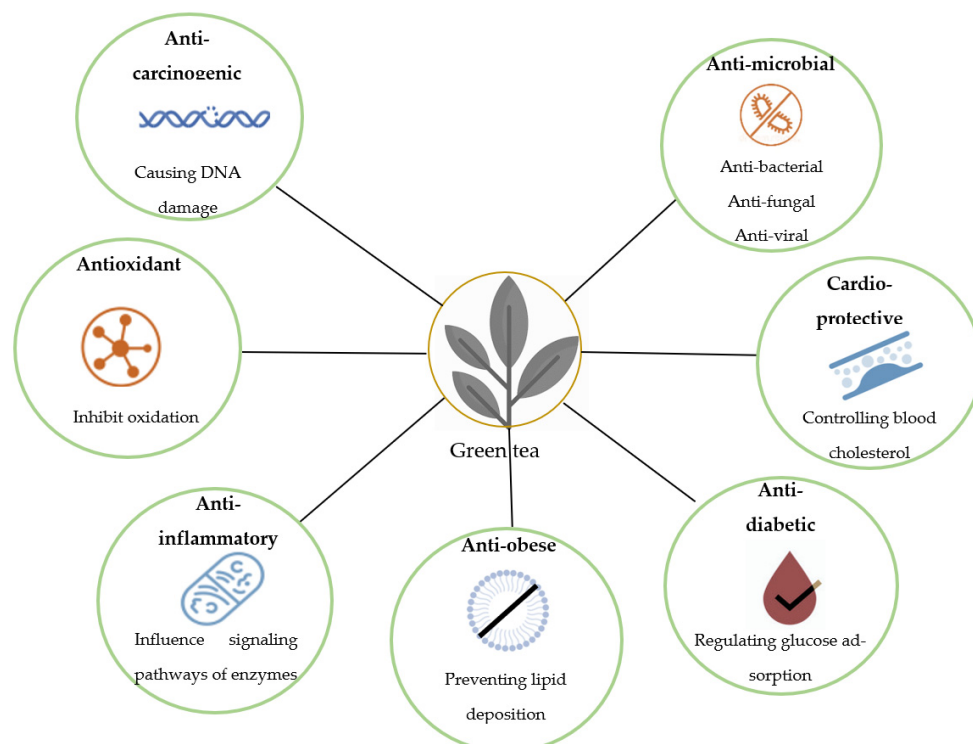 Anti-
carcinogenic
Causing DNA
damage
Anti-microbial
Anti-bacterial
Anti-fungal
Anti-viral
Antioxidant
Inhibit oxidation
Cardio-
protective
Controlling blood
cholesterol
Green tea
Anti-
inflammatory
Influence signaling
pathways of enzymes
Anti-obese
Preventing lipid
deposition
Anti-
diabetic
Regulating glucose ad-
sorption